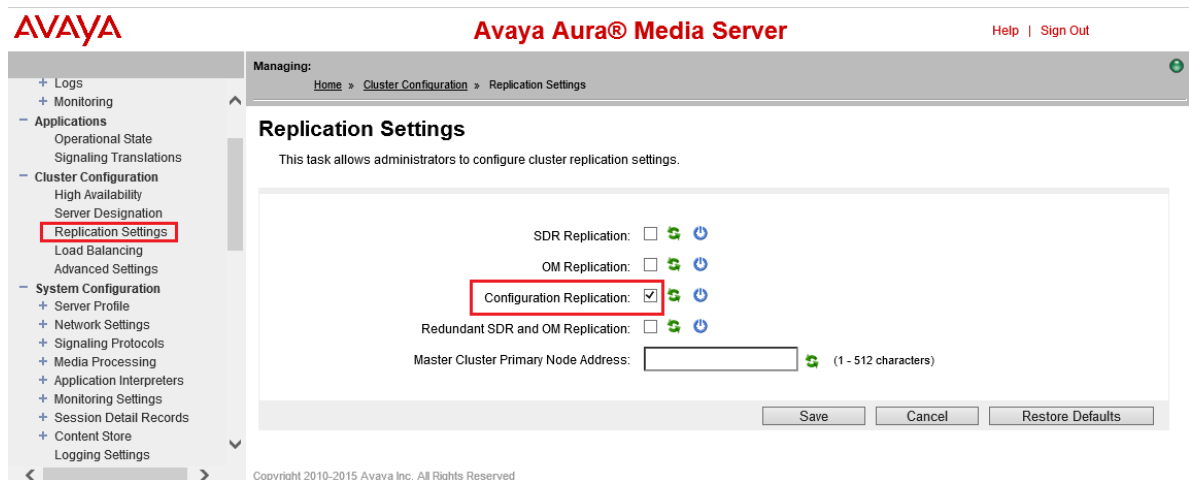 AVAYA
Avaya Aura® Media Server
Help | Sign Out
+ Logs
+ Monitoring
− Applications
Operational State
Signaling Translations
− Cluster Configuration
High Availability
Server Designation
Replication Settings
Load Balancing
Advanced Settings
− System Configuration
+ Server Profile
+ Network Settings
+ Signaling Protocols
+ Media Processing
+ Application Interpreters
+ Monitoring Settings
+ Session Detail Records
+ Content Store
Logging Settings
Managing:
Home » Cluster Configuration » Replication Settings
Replication Settings
This task allows administrators to configure cluster replication settings.
SDR Replication:
OM Replication:
Configuration Replication:
Redundant SDR and OM Replication:
Master Cluster Primary Node Address: (1 - 512 characters)
Save Cancel Restore Defaults
Copyright 2010-2015 Avaya Inc. All Rights Reserved